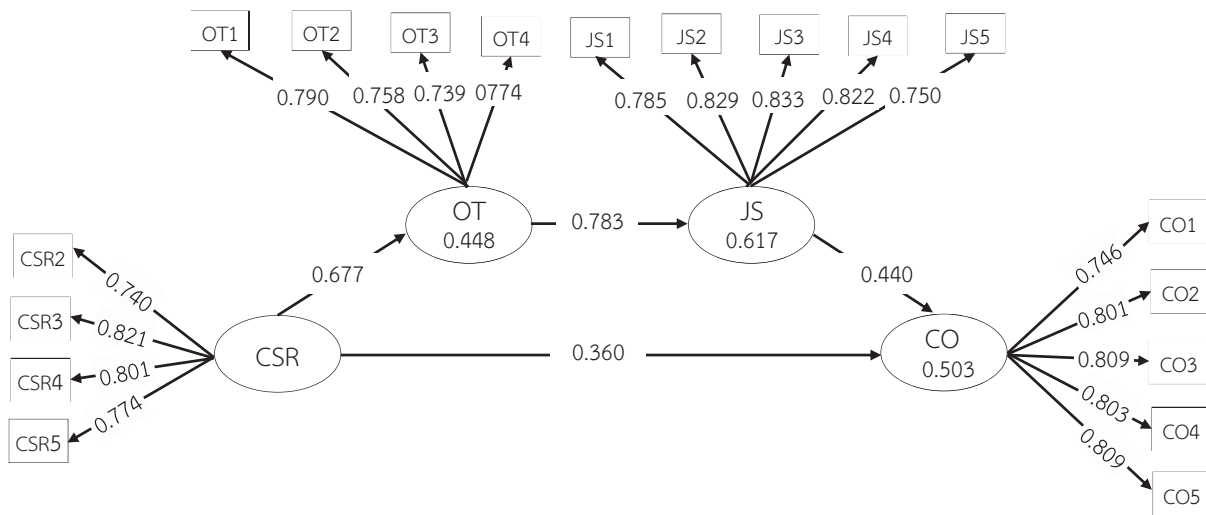 OT1 OT2 OT3 OT4 JS1 JS2 JS3 JS4 JS5
0.790 0.758 0.739 0774 0.785 0.829 0.833 0.822 0.750
OT
0.448
0.783
JS
0.617
CSR2
CSR3
CSR4
CSR5
0.740
0.821
0.801
0.774
0.677
0.440
CSR
0.360
CO
0.503
0.746
0.801
0.809
0.803
0.809
CO1
CO2
CO3
CO4
CO5